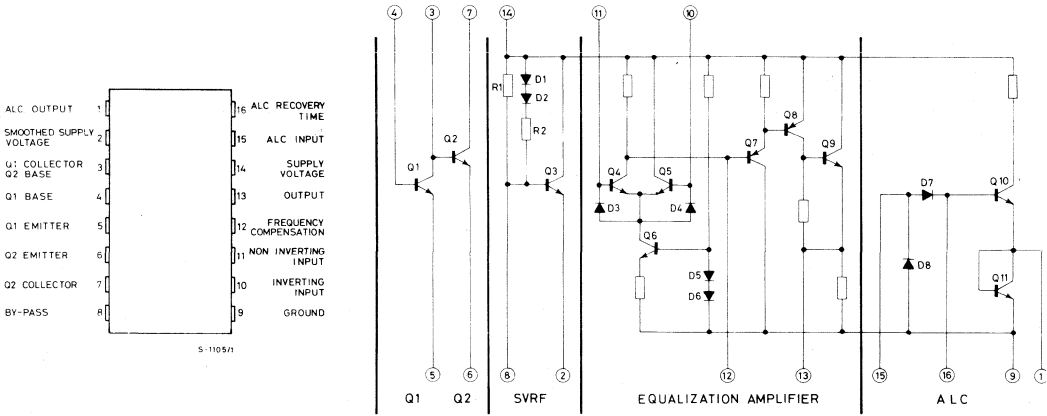 ALC OUTPUT 1
SMOOTHED SUPPLY VOLTAGE 2
Q1 COLLECTOR
Q2 BASE 3
Q1 BASE 4
Q1 EMITTER 5
Q2 EMITTER 6
Q2 COLLECTOR 7
BY-PASS 8
16 ALC RECOVERY
TIME
15 ALC INPUT
14 SUPPLY
VOLTAGE
13 OUTPUT
12 FREQUENCY
COMPENSATION
11 NON INVERTING
INPUT
10 INVERTING
INPUT
9 GROUND
S-1105/1
4 3 7 14 11 10
Q1 Q2
R1 D1
D2
R2
Q3
Q4 Q5
D3 D4
Q6
D5
D6
Q7 Q8 Q9
D7 Q10
D8 Q11
5 6 8 2 12 13 15 16 9 1
Q1 Q2 SVRF EQUALIZATION AMPLIFIER ALC